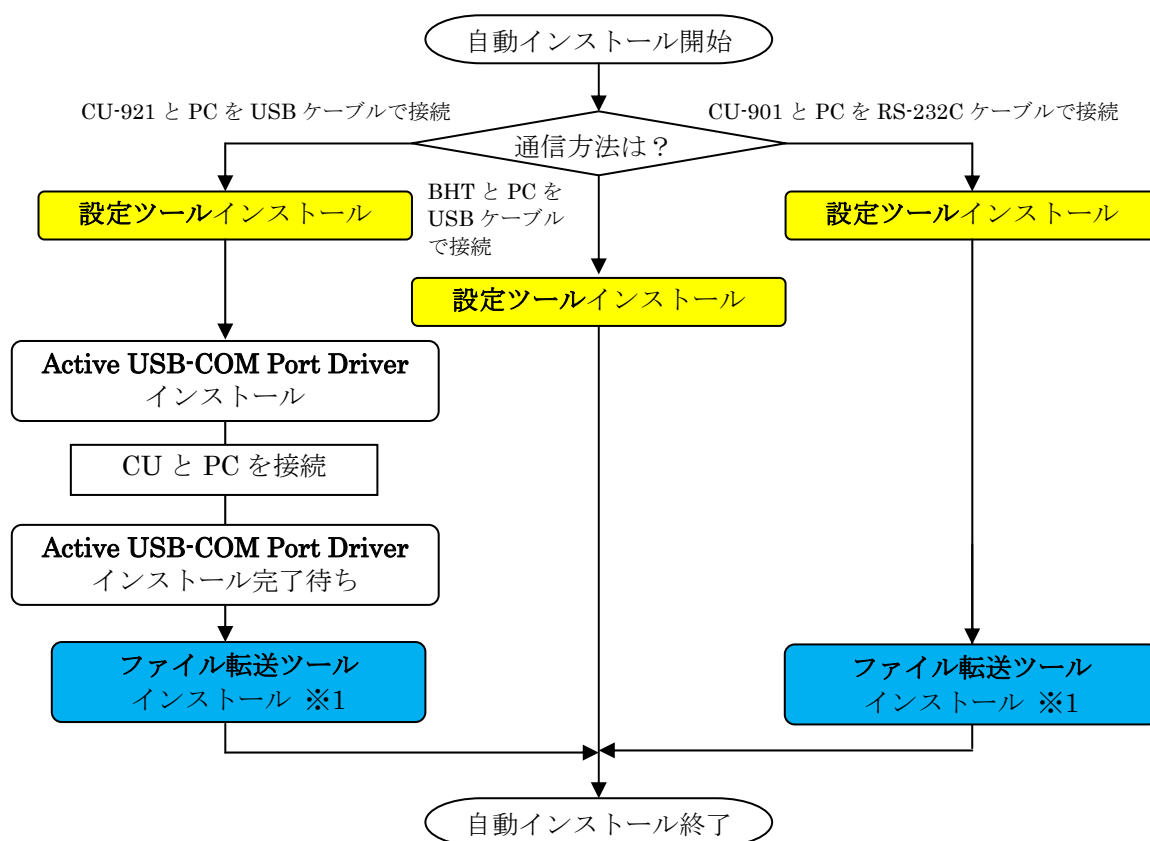 自動インストール開始
CU-921 と PC を USB ケーブルで接続
CU-901 と PC を RS-232C ケーブルで接続
通信方法は？
BHT と PC を
USB ケーブル
で接続
設定ツールインストール
設定ツールインストール
設定ツールインストール
Active USB-COM Port Driver
インストール
CU と PC を接続
Active USB-COM Port Driver
インストール完了待ち
ファイル転送ツール
インストール ※1
ファイル転送ツール
インストール ※1
自動インストール終了